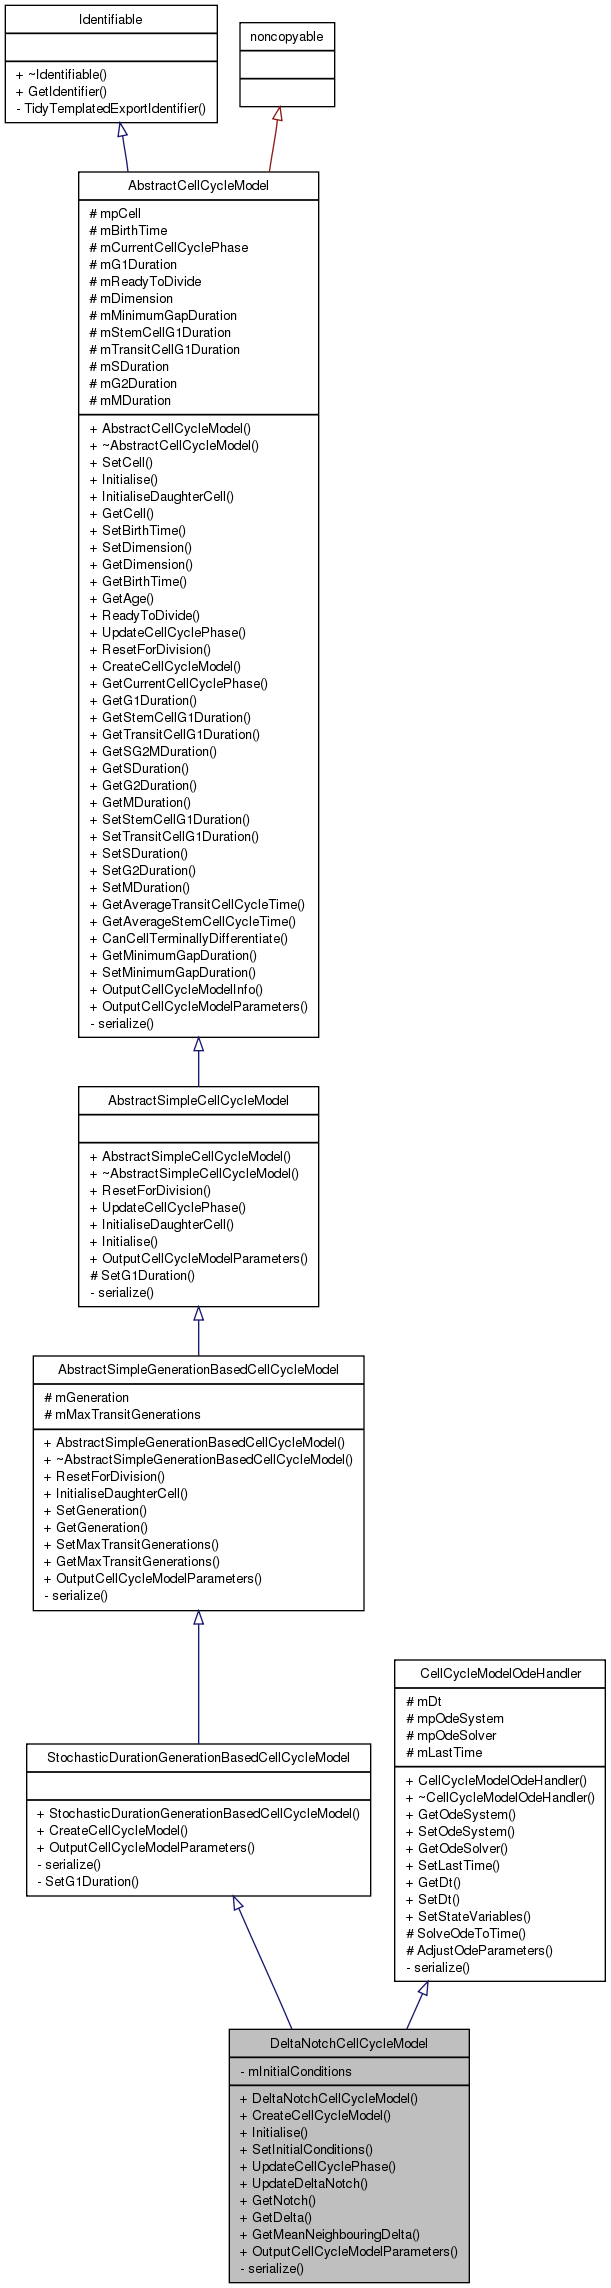 Identifiable
+ ~Identifiable()
+ GetIdentifier()
- TidyTemplatedExportIdentifier()
noncopyable
AbstractCellCycleModel
# mpCell
# mBirthTime
# mCurrentCellCyclePhase
# mG1Duration
# mReadyToDivide
# mDimension
# mMinimumGapDuration
# mStemCellG1Duration
# mTransitCellG1Duration
# mSDuration
# mG2Duration
# mMDuration
+ AbstractCellCycleModel()
+ ~AbstractCellCycleModel()
+ SetCell()
+ Initialise()
+ InitialiseDaughterCell()
+ GetCell()
+ SetBirthTime()
+ SetDimension()
+ GetDimension()
+ GetBirthTime()
+ GetAge()
+ ReadyToDivide()
+ UpdateCellCyclePhase()
+ ResetForDivision()
+ CreateCellCycleModel()
+ GetCurrentCellCyclePhase()
+ GetG1Duration()
+ GetStemCellG1Duration()
+ GetTransitCellG1Duration()
+ GetSG2MDuration()
+ GetSDuration()
+ GetG2Duration()
+ GetMDuration()
+ SetStemCellG1Duration()
+ SetTransitCellG1Duration()
+ SetSDuration()
+ SetG2Duration()
+ SetMDuration()
+ GetAverageTransitCellCycleTime()
+ GetAverageStemCellCycleTime()
+ CanCellTerminallyDifferentiate()
+ GetMinimumGapDuration()
+ SetMinimumGapDuration()
+ OutputCellCycleModelInfo()
+ OutputCellCycleModelParameters()
- serialize()
AbstractSimpleCellCycleModel
+ AbstractSimpleCellCycleModel()
+ ~AbstractSimpleCellCycleModel()
+ ResetForDivision()
+ UpdateCellCyclePhase()
+ InitialiseDaughterCell()
+ Initialise()
+ OutputCellCycleModelParameters()
# SetG1Duration()
- serialize()
AbstractSimpleGenerationBasedCellCycleModel
# mGeneration
# mMaxTransitGenerations
+ AbstractSimpleGenerationBasedCellCycleModel()
+ ~AbstractSimpleGenerationBasedCellCycleModel()
+ ResetForDivision()
+ InitialiseDaughterCell()
+ SetGeneration()
+ GetGeneration()
+ SetMaxTransitGenerations()
+ GetMaxTransitGenerations()
+ OutputCellCycleModelParameters()
- serialize()
CellCycleModelOdeHandler
# mDt
# mpOdeSystem
# mpOdeSolver
# mLastTime
+ CellCycleModelOdeHandler()
+ ~CellCycleModelOdeHandler()
+ GetOdeSystem()
+ SetOdeSystem()
+ GetOdeSolver()
+ SetLastTime()
+ GetDt()
+ SetDt()
+ SetStateVariables()
# SolveOdeToTime()
# AdjustOdeParameters()
- serialize()
StochasticDurationGenerationBasedCellCycleModel
+ StochasticDurationGenerationBasedCellCycleModel()
+ CreateCellCycleModel()
+ OutputCellCycleModelParameters()
- serialize()
- SetG1Duration()
DeltaNotchCellCycleModel
- mInitialConditions
+ DeltaNotchCellCycleModel()
+ CreateCellCycleModel()
+ Initialise()
+ SetInitialConditions()
+ UpdateCellCyclePhase()
+ UpdateDeltaNotch()
+ GetNotch()
+ GetDelta()
+ GetMeanNeighbouringDelta()
+ OutputCellCycleModelParameters()
- serialize()